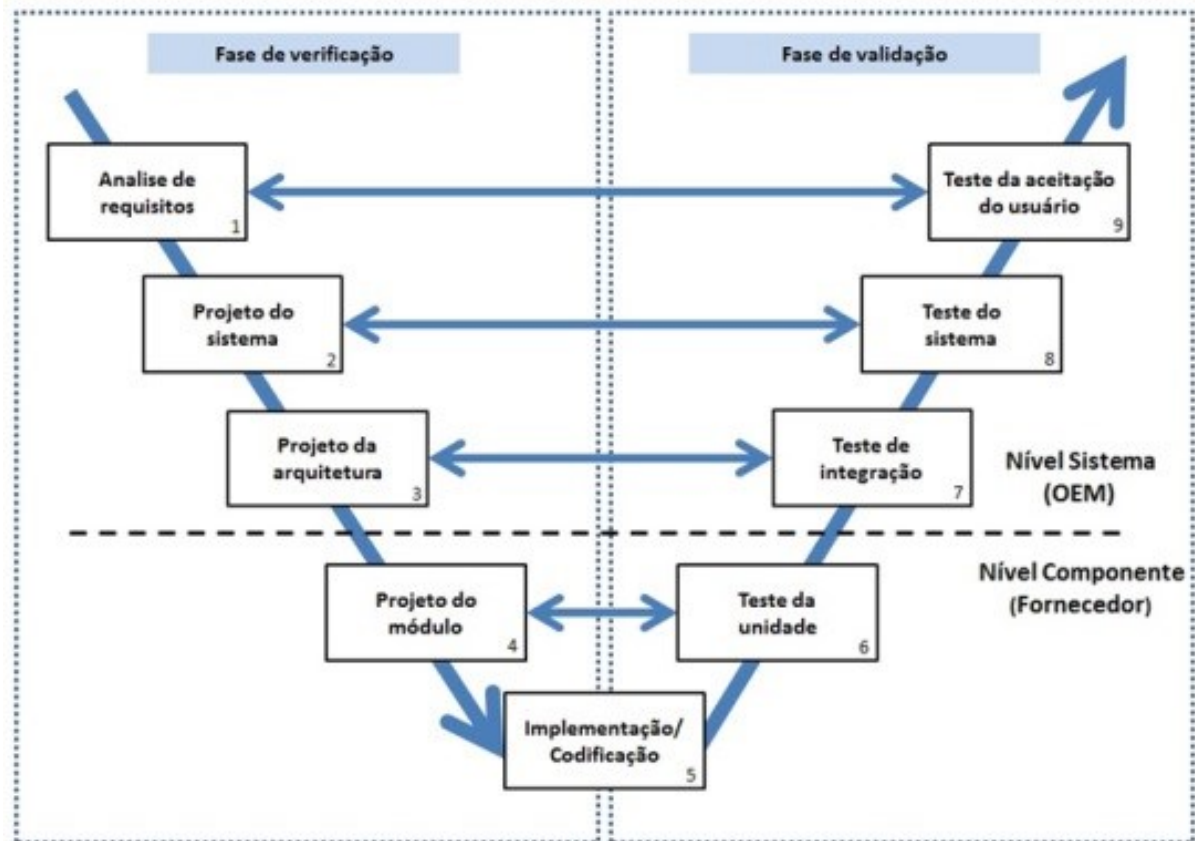 Fase de verificação
Fase de validação
Analise de
requisitos
1
Teste da aceitação
do usuário
9
Projeto do
sistema
2
Teste do
sistema
8
Projeto da
arquitetura
3
Teste de
integração
7
Nível Sistema
(OEM)
Nível Componente
(Fornecedor)
Projeto do
módulo
4
Teste da
unidade
6
Implementação/
Codificação
5